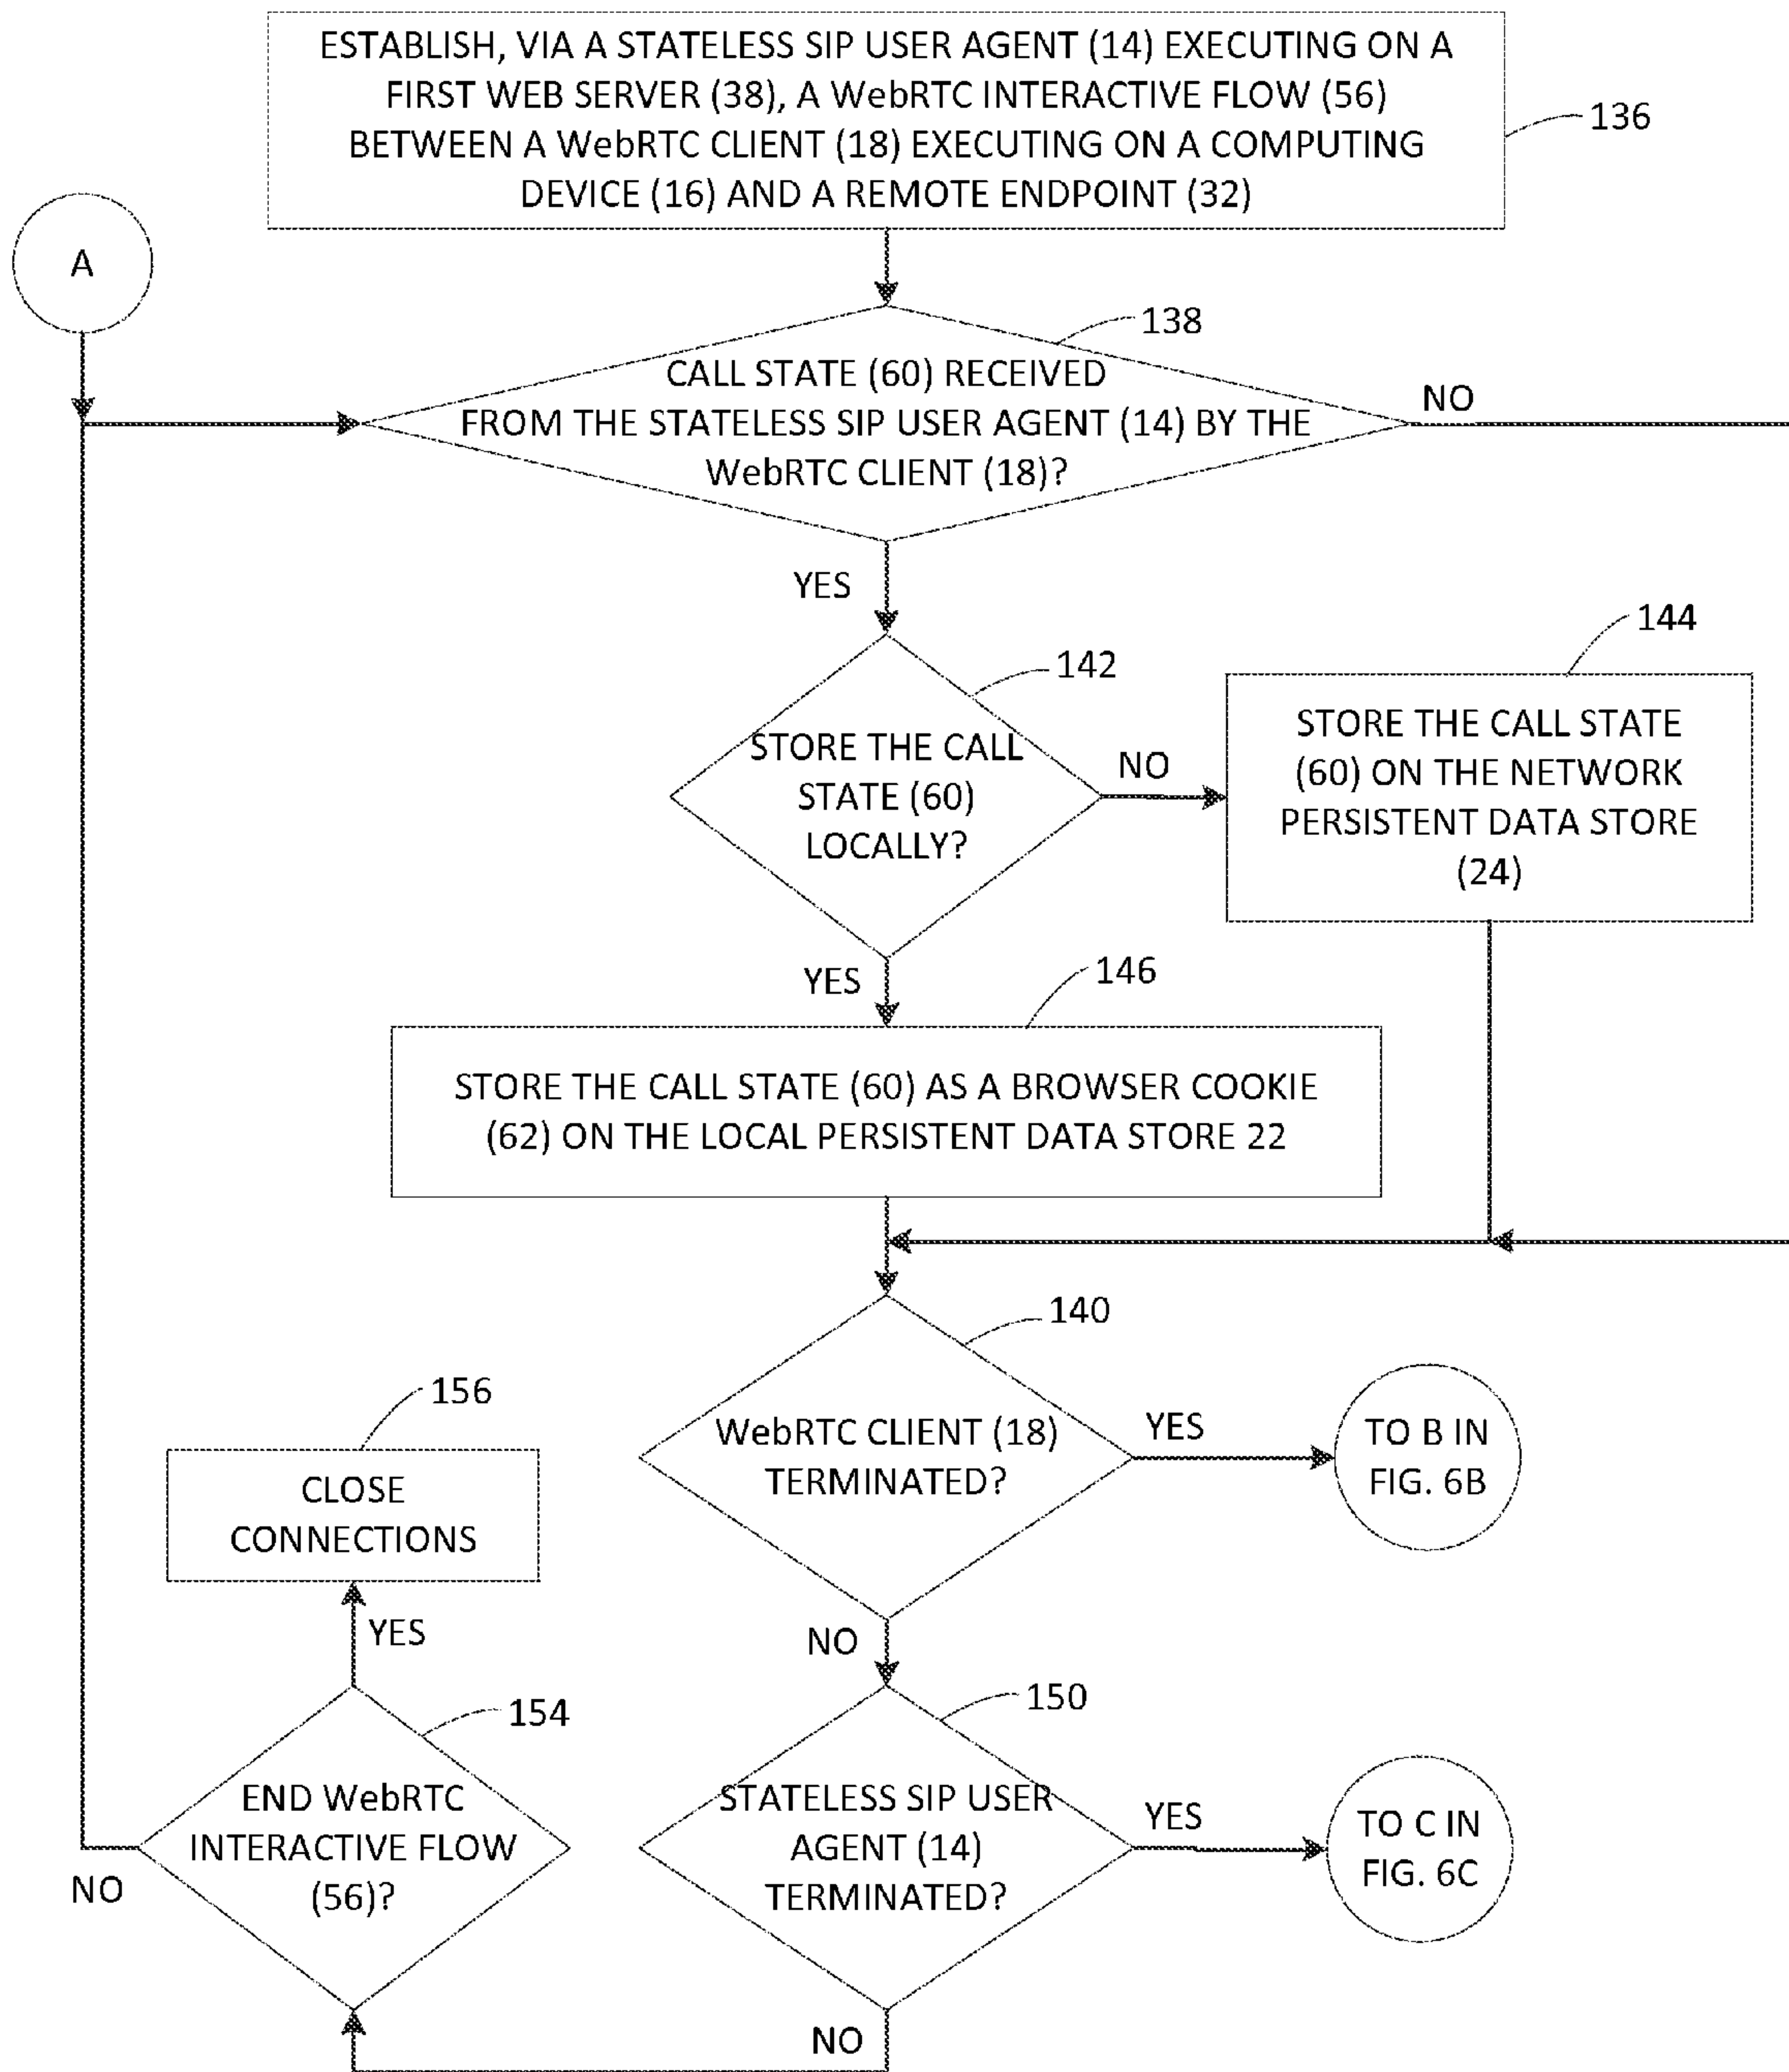 ESTABLISH, VIA A STATELESS SIP USER AGENT (14) EXECUTING ON A
FIRST WEB SERVER (38), A WebRTC INTERACTIVE FLOW (56)
BETWEEN A WebRTC CLIENT (18) EXECUTING ON A COMPUTING
DEVICE (16) AND A REMOTE ENDPOINT (32)
136
A
138
CALL STATE (60) RECEIVED
FROM THE STATELESS SIP USER AGENT (14) BY THE
WebRTC CLIENT (18)?
NO
YES
142
144
STORE THE CALL
STATE (60)
LOCALLY?
NO
STORE THE CALL STATE
(60) ON THE NETWORK
PERSISTENT DATA STORE
(24)
YES
146
STORE THE CALL STATE (60) AS A BROWSER COOKIE
(62) ON THE LOCAL PERSISTENT DATA STORE 22
140
WebRTC CLIENT (18)
TERMINATED?
YES
TO B IN
FIG. 6B
156
CLOSE
CONNECTIONS
YES
NO
154
150
END WebRTC
INTERACTIVE FLOW
(56)?
NO
STATELESS SIP USER
AGENT (14)
TERMINATED?
YES
TO C IN
FIG. 6C
NO